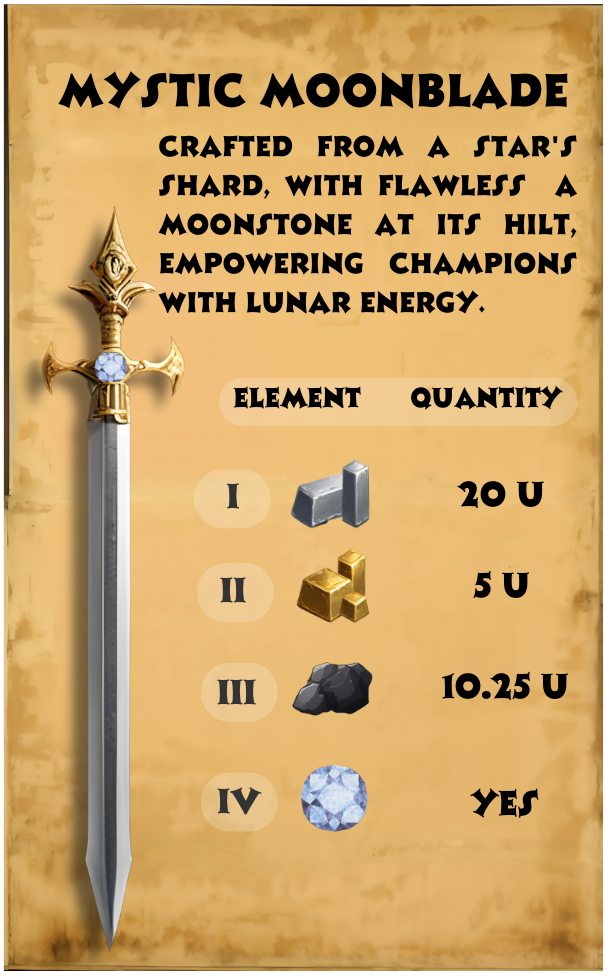 MYSTIC MOONBLADE
CRAFTED FROM A STAR'S
SHARD, WITH FLAWLESS A
MOONSTONE AT ITS HILT,
EMPOWERING CHAMPIONS
WITH LUNAR ENERGY.
ELEMENT QUANTITY
I 20 U
II 5 U
III 10.25 U
IV YES